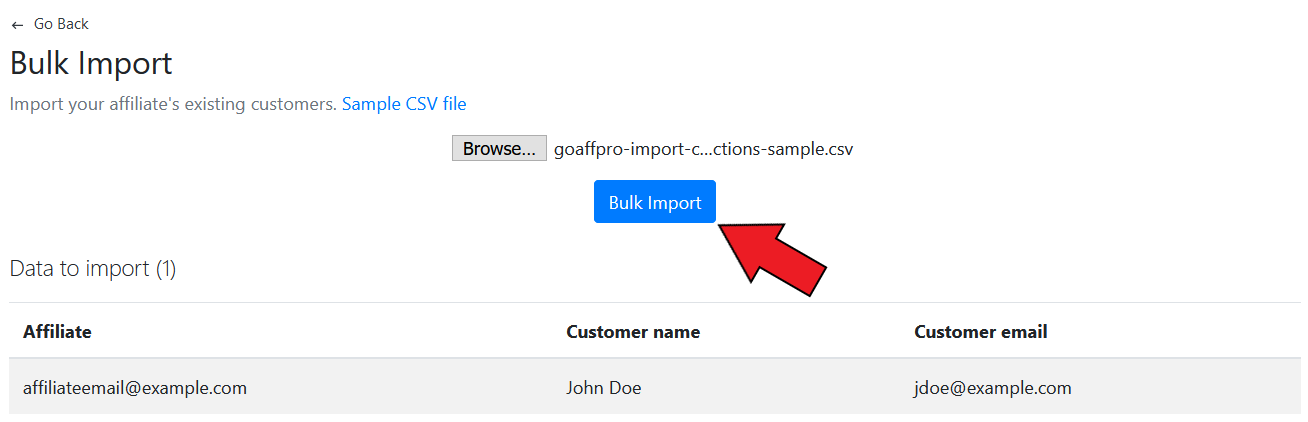 ← Go Back
Bulk Import
Import your affiliate's existing customers. Sample CSV file
Browse... goaffpro-import-c...ctions-sample.csv
Bulk Import
Data to import (1)
Affiliate Customer name Customer email
affiliateemail@example.com John Doe jdoe@example.com